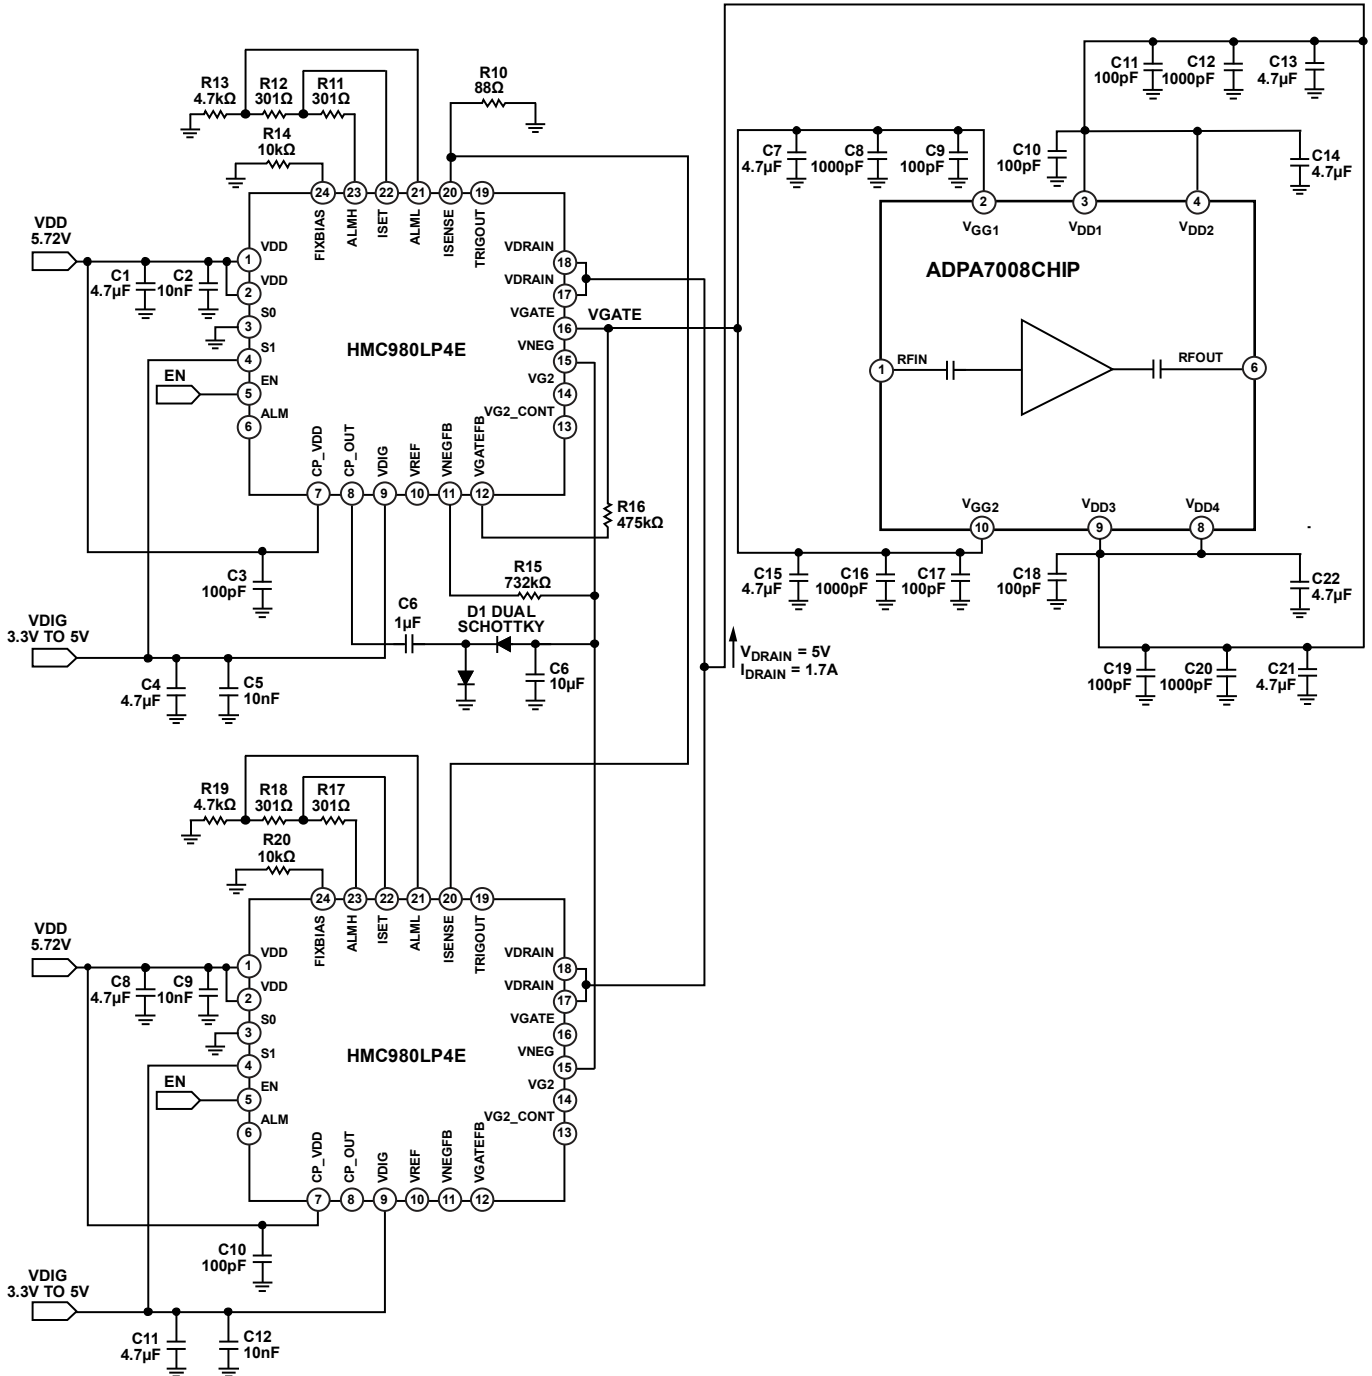 R13
4.7kΩ
R12
301Ω
R11
301Ω
R14
10kΩ
R10
88Ω
24
23
22
21
20
19
FIXBIAS
ALMH
ISET
ALML
ISENSE
TRIGOUT
VDD
5.72V
C1
4.7µF
C2
10nF
1
VDD
2
VDD
3
S0
4
S1
EN
5
EN
6
ALM
HMC980LP4E
VDRAIN
18
VDRAIN
17
VGATE
16
VGATE
VNEG
15
VG2
14
VG2_CONT
13
CP_VDD
CP_OUT
VDIG
VREF
VNEGFB
VGATEFB
7
8
9
10
11
12
R16
475kΩ
C3
100pF
R15
732kΩ
VDIG
3.3V TO 5V
C4
4.7µF
C5
10nF
C6
1µF
D1 DUAL
SCHOTTKY
C6
10µF
VDRAIN = 5V
IDRAIN = 1.7A
C11
100pF
C12
1000pF
C13
4.7µF
C7
4.7µF
C8
1000pF
C9
100pF
C10
100pF
C14
4.7µF
2
3
4
VGG1
VDD1
VDD2
ADPA7008CHIP
1
RFIN
RFOUT
6
VGG2
VDD3
VDD4
10
9
8
C15
4.7µF
C16
1000pF
C17
100pF
C18
100pF
C22
4.7µF
C19
100pF
C20
1000pF
C21
4.7µF
R19
4.7kΩ
R18
301Ω
R17
301Ω
R20
10kΩ
24
23
22
21
20
19
FIXBIAS
ALMH
ISET
ALML
ISENSE
TRIGOUT
VDD
5.72V
C8
4.7µF
C9
10nF
1
VDD
2
VDD
3
S0
4
S1
EN
5
EN
6
ALM
HMC980LP4E
VDRAIN
18
VDRAIN
17
VGATE
16
VNEG
15
VG2
14
VG2_CONT
13
CP_VDD
CP_OUT
VDIG
VREF
VNEGFB
VGATEFB
7
8
9
10
11
12
C10
100pF
VDIG
3.3V TO 5V
C11
4.7µF
C12
10nF